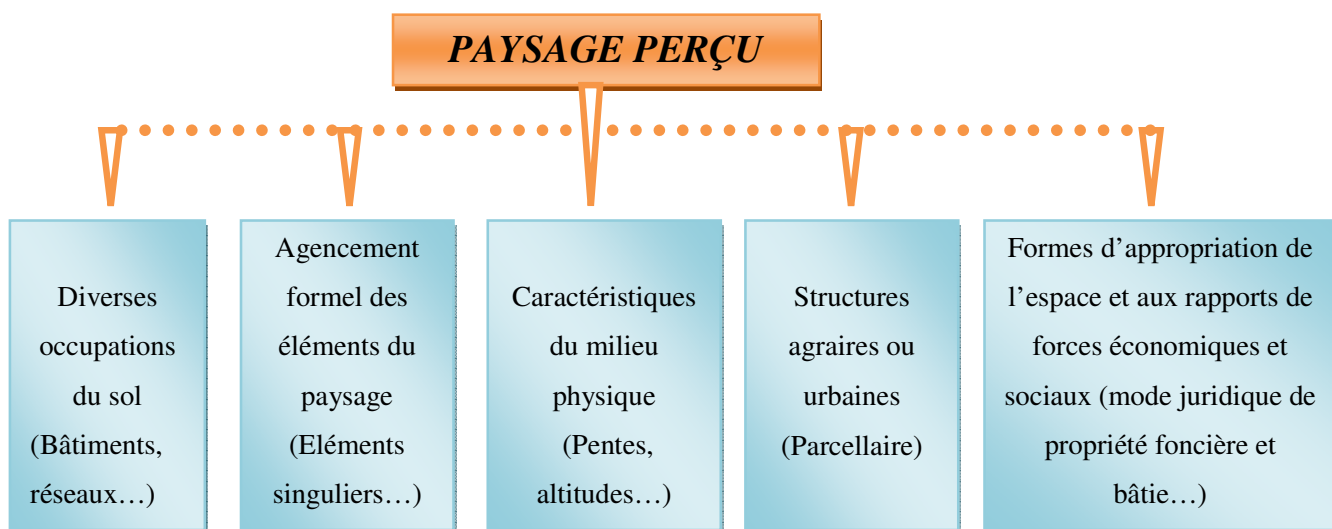 PAYSAGE PERÇU
Diverses
occupations
du sol
(Bâtiments,
réseaux…)
Agencement
formel des
éléments du
paysage
(Eléments
singuliers…)
Caractéristiques
du milieu
physique
(Pentes,
altitudes…)
Structures
agraires ou
urbaines
(Parcellaire)
Formes d’appropriation de
l’espace et aux rapports de
forces économiques et
sociaux (mode juridique de
propriété foncière et
bâtie…)